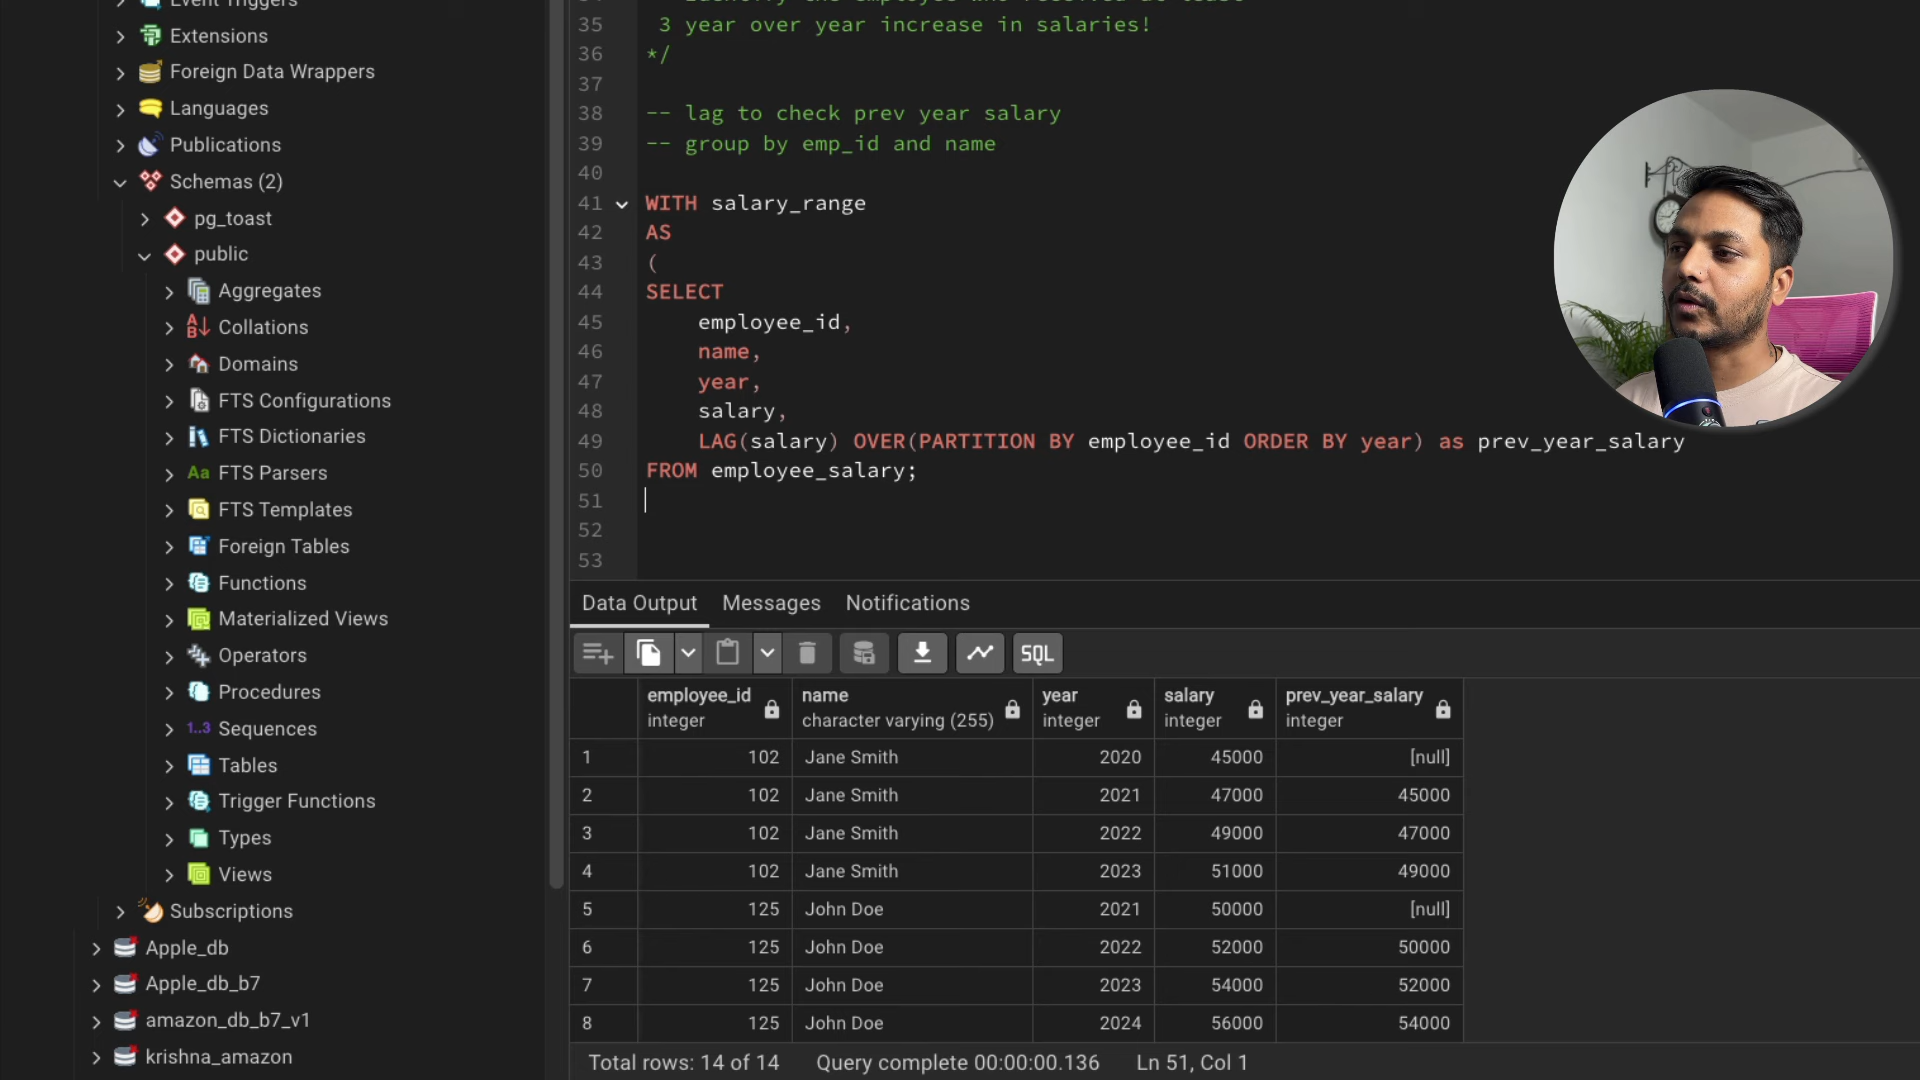 Event Triggers
Extensions
Foreign Data Wrappers
Languages
Publications
Schemas (2)
pg_toast
public
Aggregates
Collations
Domains
FTS Configurations
FTS Dictionaries
Aa FTS Parsers
FTS Templates
Foreign Tables
Functions
Materialized Views
Operators
Procedures
1..3 Sequences
Tables
Trigger Functions
Types
Views
Subscriptions
Apple_db
Apple_db_b7
amazon_db_b7_v1
krishna_amazon
35 3 year over year increase in salaries!
36 */
37
38 -- lag to check prev year salary
39 -- group by emp_id and name
40
41 WITH salary_range
42 AS
43 (
44 SELECT
45 employee_id,
46 name,
47 year,
48 salary,
49 LAG(salary) OVER(PARTITION BY employee_id ORDER BY year) as prev_year_salary
50 FROM employee_salary;
51
52
53
Data Output Messages Notifications
SQL
employee_id name year salary prev_year_salary
integer character varying (255) integer integer integer
1 102 Jane Smith 2020 45000 [null]
2 102 Jane Smith 2021 47000 45000
3 102 Jane Smith 2022 49000 47000
4 102 Jane Smith 2023 51000 49000
5 125 John Doe 2021 50000 [null]
6 125 John Doe 2022 52000 50000
7 125 John Doe 2023 54000 52000
8 125 John Doe 2024 56000 54000
Total rows: 14 of 14 Query complete 00:00:00.136 Ln 51, Col 1